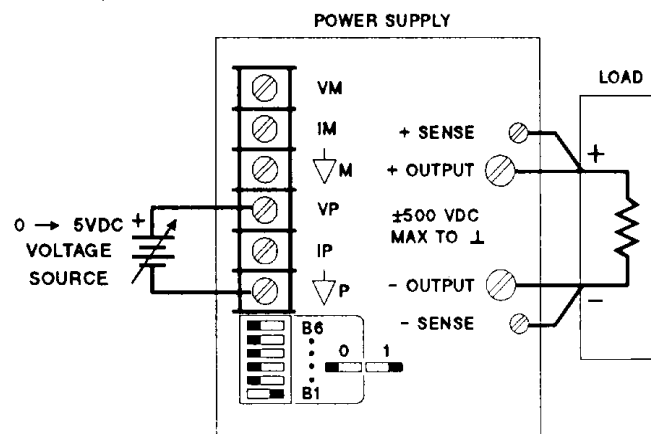 POWER SUPPLY
LOAD
VM
IM
▽M
VP
IP
▽P
+ SENSE
+ OUTPUT
±500 VDC
MAX TO ⊥
- OUTPUT
- SENSE
+
-
0 → 5VDC +
VOLTAGE
SOURCE
B6
0 1
B1